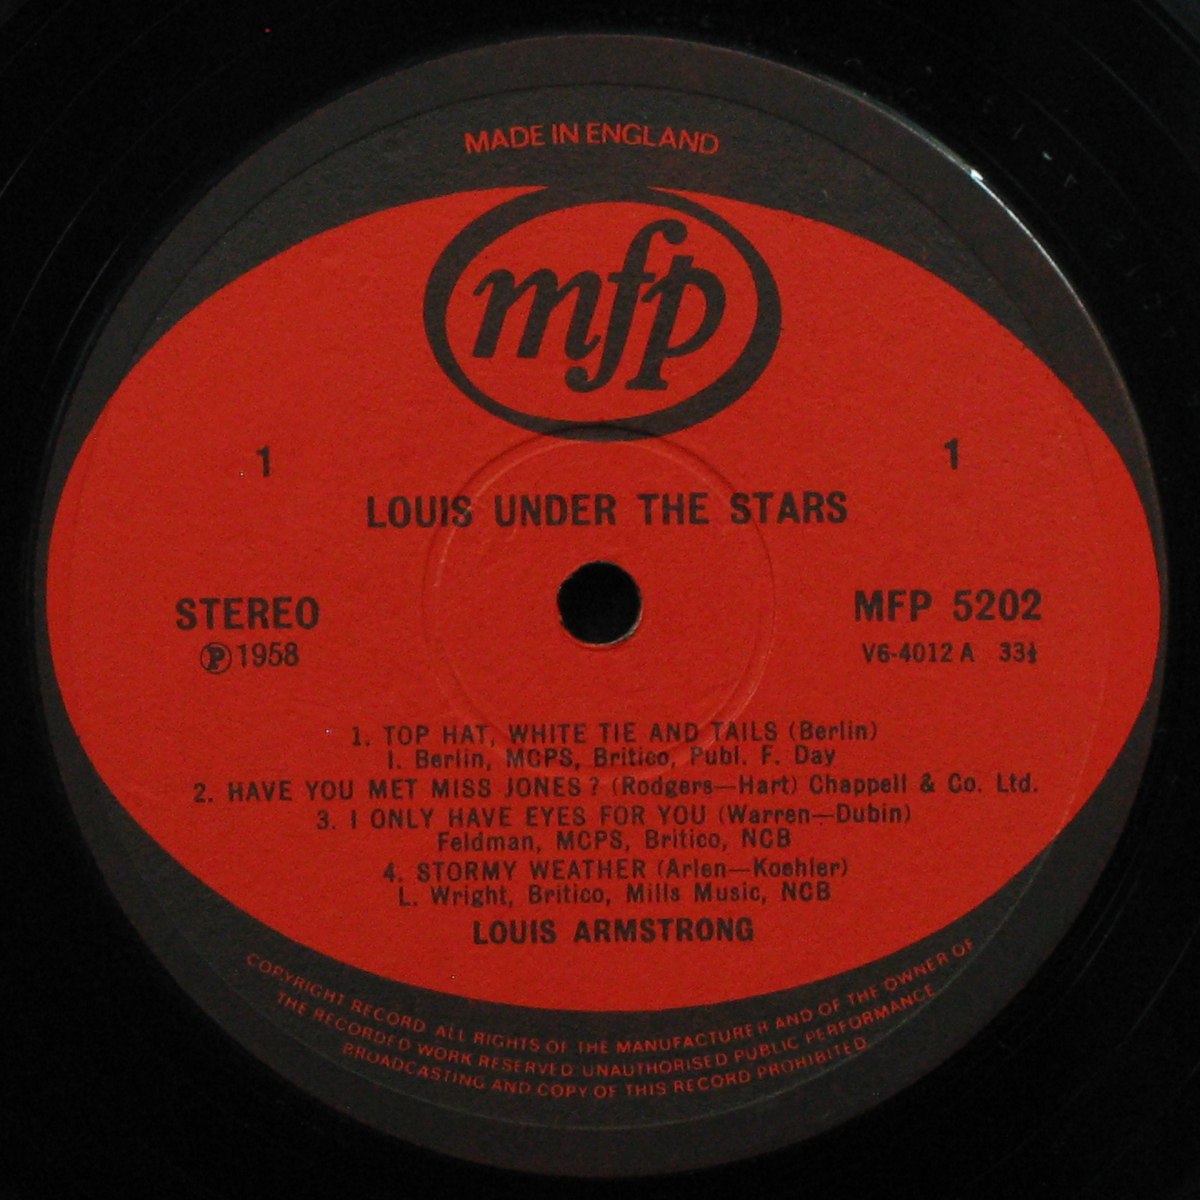 MADE IN ENGLAND
mfp
1 1
LOUIS UNDER THE STARS
STEREO MFP 5202
Ⓟ 1958 V6-4012 A 33⅓
1. TOP HAT, WHITE TIE AND TAILS (Berlin)
I. Berlin, MCPS, Britico, Publ. F. Day
2. HAVE YOU MET MISS JONES? (Rodgers—Hart) Chappell & Co. Ltd.
3. I ONLY HAVE EYES FOR YOU (Warren—Dubin)
Feldman, MCPS, Britico, NCB
4. STORMY WEATHER (Arlen—Koehler)
L. Wright, Britico, Mills Music, NCB
LOUIS ARMSTRONG
COPYRIGHT RECORD ALL RIGHTS OF THE MANUFACTURER AND OF THE OWNER OF
THE RECORDED WORK RESERVED UNAUTHORISED PUBLIC PERFORMANCE
BROADCASTING AND COPY OF THIS RECORD PROHIBITED